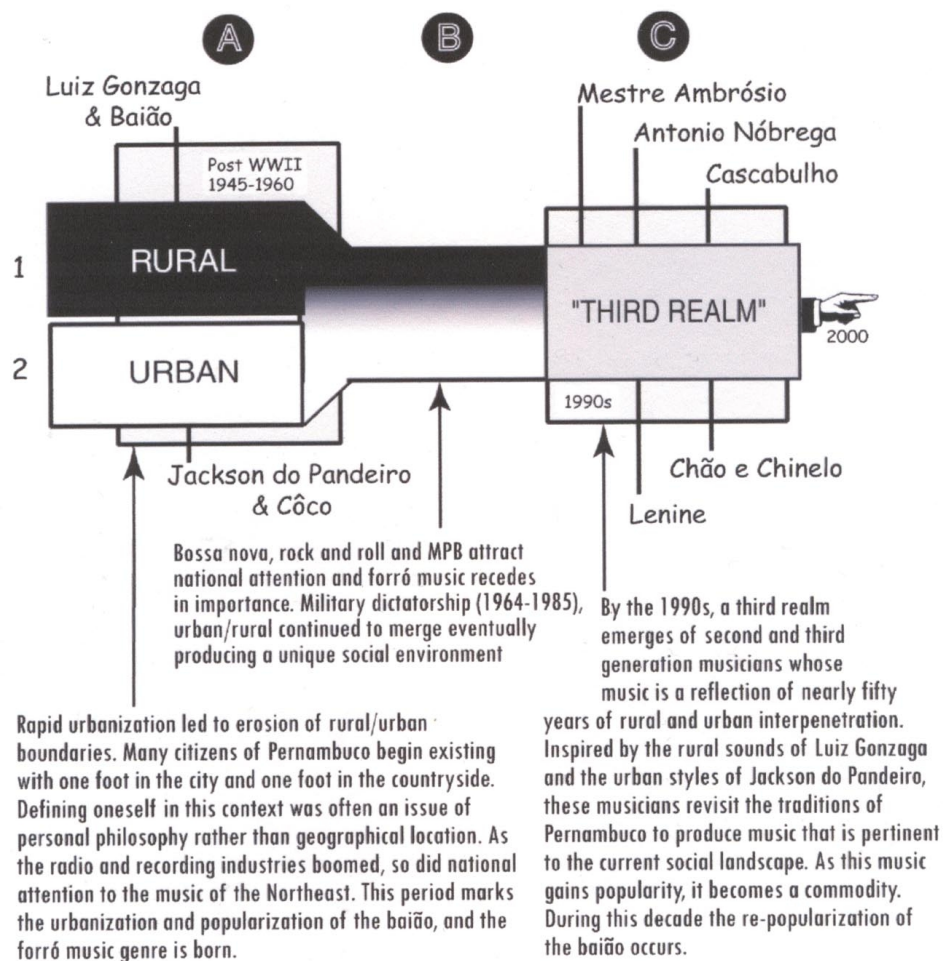 A
B
C
Luiz Gonzaga
& Baião
Post WWII
1945-1960
Mestre Ambrósio
Antonio Nóbrega
Cascabulho
1
RURAL
2
URBAN
"THIRD REALM"
2000
1990s
Jackson do Pandeiro
& Côco
Chão e Chinelo
Lenine
Bossa nova, rock and roll and MPB attract
national attention and forró music recedes
in importance. Military dictatorship (1964-1985),
urban/rural continued to merge eventually
producing a unique social environment
Rapid urbanization led to erosion of rural/urban
boundaries. Many citizens of Pernambuco begin existing
with one foot in the city and one foot in the countryside.
Defining oneself in this context was often an issue of
personal philosophy rather than geographical location. As
the radio and recording industries boomed, so did national
attention to the music of the Northeast. This period marks
the urbanization and popularization of the baião, and the
forró music genre is born.
By the 1990s, a third realm
emerges of second and third
generation musicians whose
music is a reflection of nearly fifty
years of rural and urban interpenetration.
Inspired by the rural sounds of Luiz Gonzaga
and the urban styles of Jackson do Pandeiro,
these musicians revisit the traditions of
Pernambuco to produce music that is pertinent
to the current social landscape. As this music
gains popularity, it becomes a commodity.
During this decade the re-popularization of
the baião occurs.